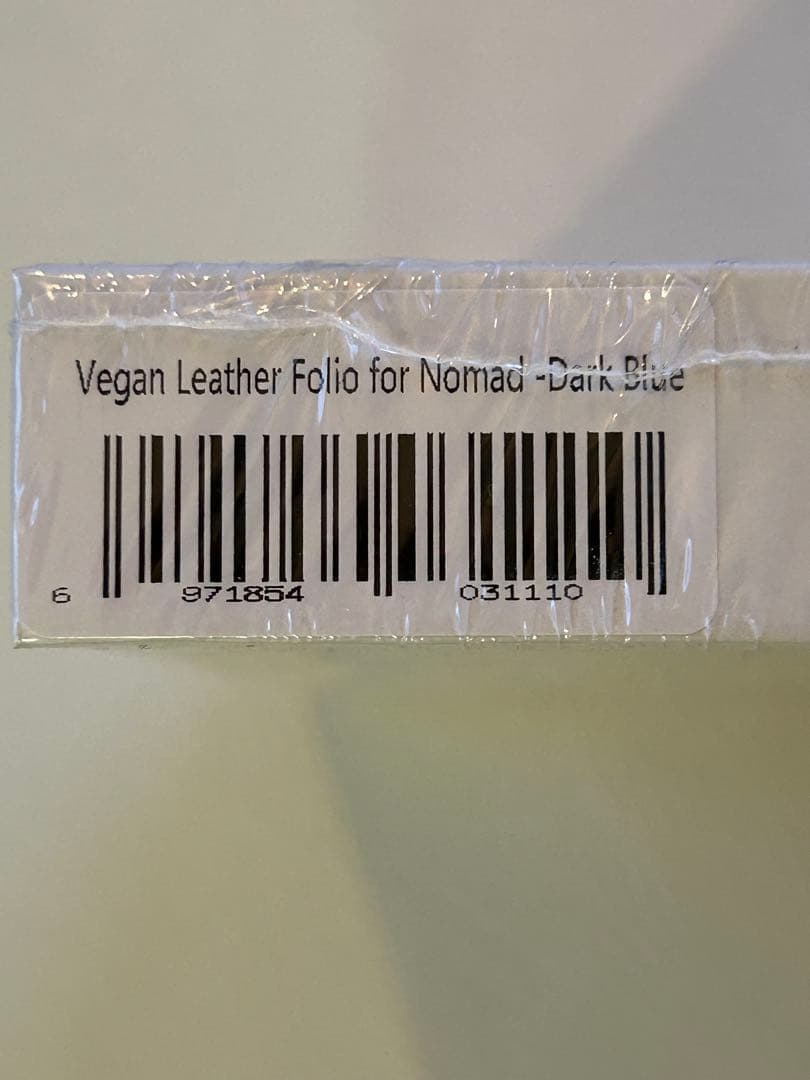 Vegan Leather Folio for Nomad -Dark Blue
6 971854 031110